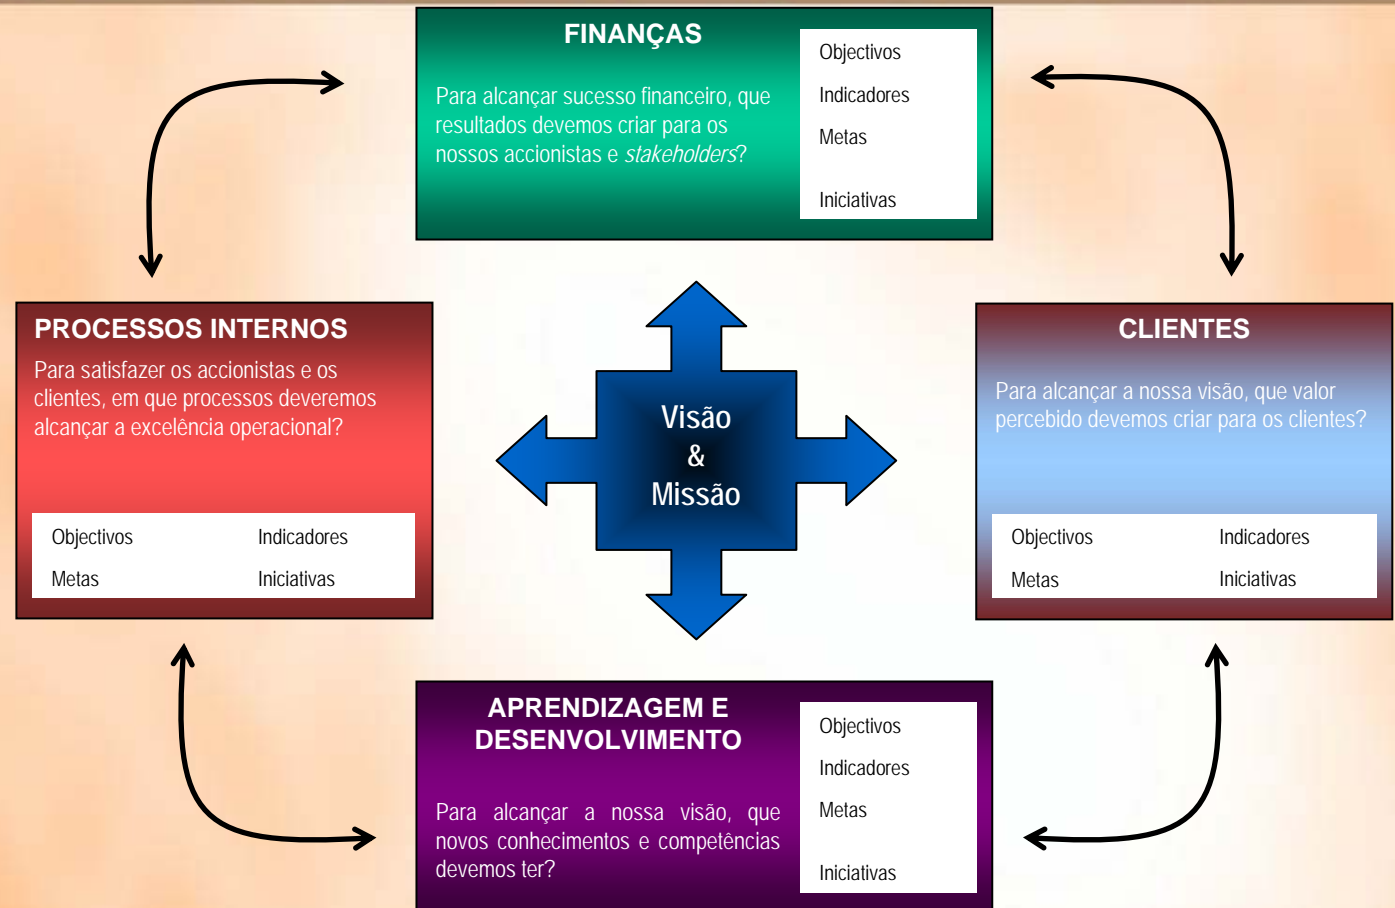 FINANÇAS
Para alcançar sucesso financeiro, que
resultados devemos criar para os
nossos accionistas e stakeholders?
Objectivos
Indicadores
Metas
Iniciativas
PROCESSOS INTERNOS
Para satisfazer os accionistas e os
clientes, em que processos deveremos
alcançar a excelência operacional?
Objectivos Indicadores
Metas Iniciativas
Visão
&
Missão
CLIENTES
Para alcançar a nossa visão, que valor
percebido devemos criar para os clientes?
Objectivos Indicadores
Metas Iniciativas
APRENDIZAGEM E
DESENVOLVIMENTO
Para alcançar a nossa visão, que
novos conhecimentos e competências
devemos ter?
Objectivos
Indicadores
Metas
Iniciativas